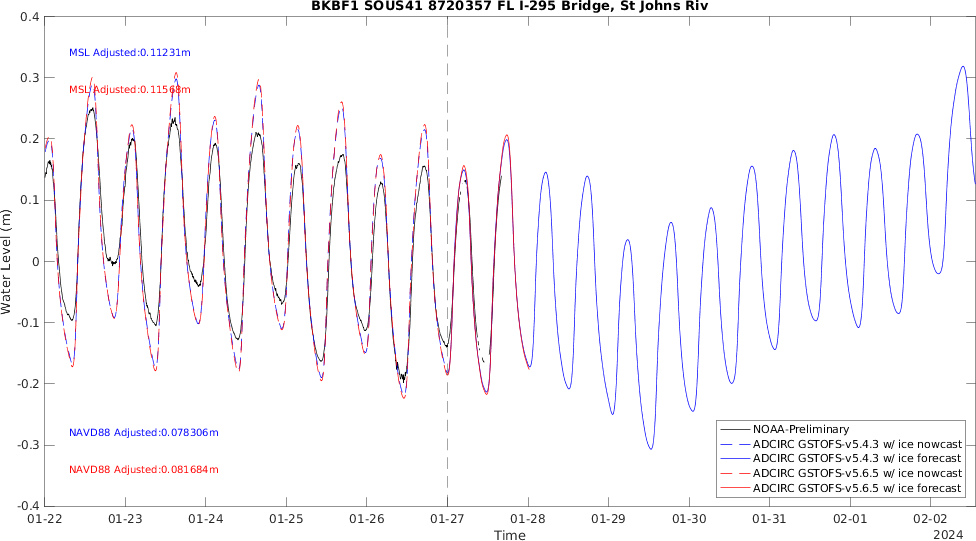 BKBF1 SOUS41 8720357 FL I-295 Bridge, St Johns Riv
0.4
0.3
0.2
0.1
0
-0.1
-0.2
-0.3
-0.4
Water Level (m)
MSL Adjusted:0.11231m
MSL Adjusted:0.11568m
NAVD88 Adjusted:0.078306m
NAVD88 Adjusted:0.081684m
NOAA-Preliminary
ADCIRC GSTOFS-v5.4.3 w/ ice nowcast
ADCIRC GSTOFS-v5.4.3 w/ ice forecast
ADCIRC GSTOFS-v5.6.5 w/ ice nowcast
ADCIRC GSTOFS-v5.6.5 w/ ice forecast
01-22 01-23 01-24 01-25 01-26 01-27 01-28 01-29 01-30 01-31 02-01 02-02
Time
2024